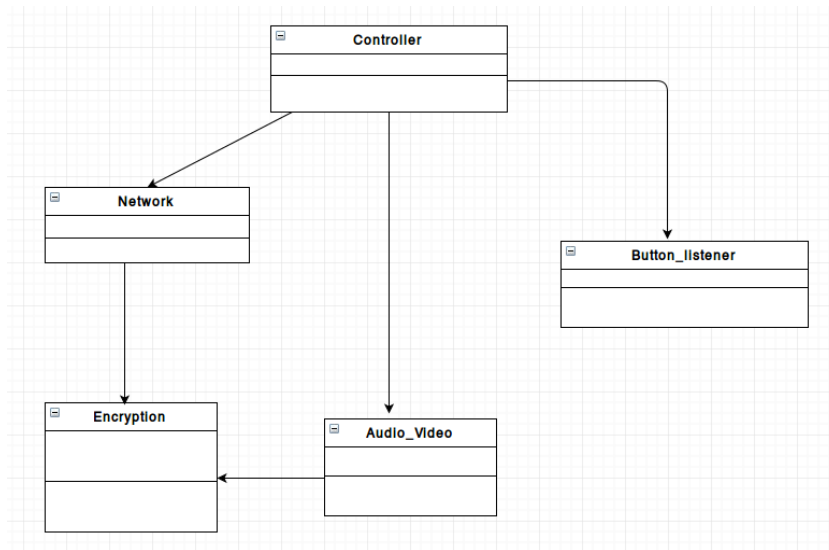 Controller
Network
Button_listener
Encryption
Audio_Video